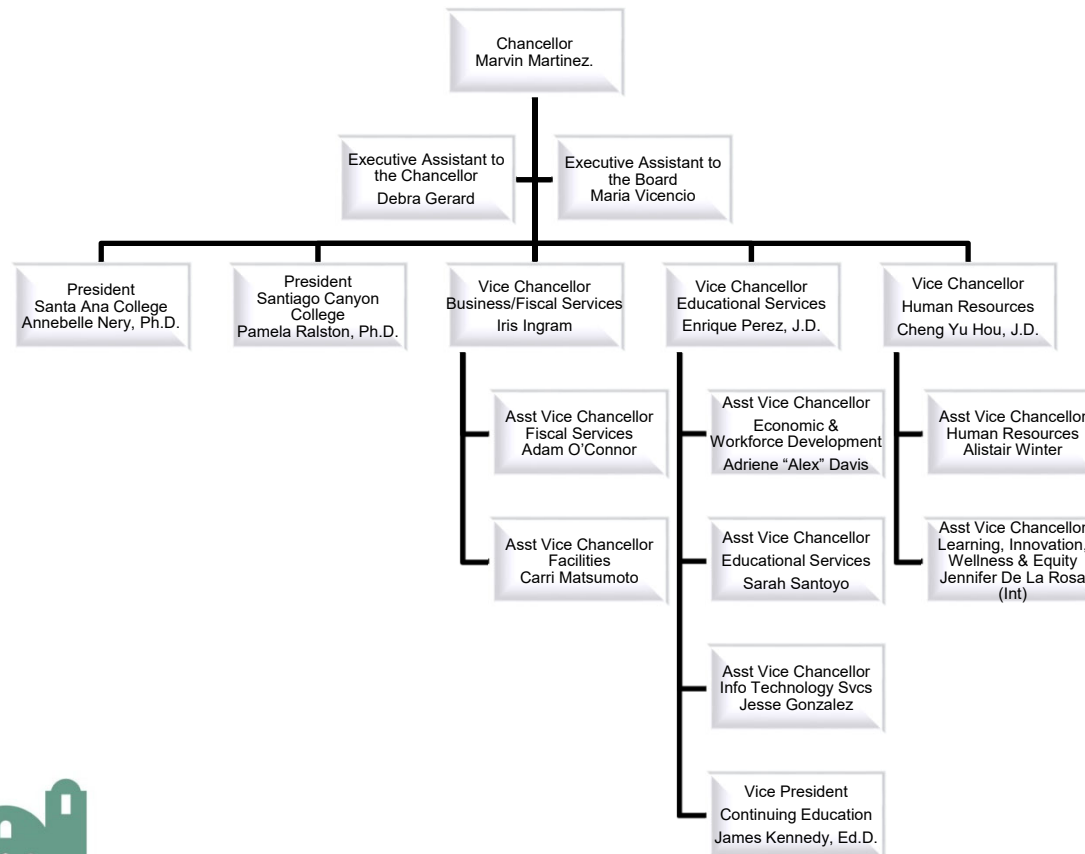 Chancellor
Marvin Martinez.
Executive Assistant to
the Chancellor
Debra Gerard
Executive Assistant to
the Board
Maria Vicencio
President
Santa Ana College
Annebelle Nery, Ph.D.
President
Santiago Canyon
College
Pamela Ralston, Ph.D.
Vice Chancellor
Business/Fiscal Services
Iris Ingram
Vice Chancellor
Educational Services
Enrique Perez, J.D.
Vice Chancellor
Human Resources
Cheng Yu Hou, J.D.
Asst Vice Chancellor
Fiscal Services
Adam O’Connor
Asst Vice Chancellor
Facilities
Carri Matsumoto
Asst Vice Chancellor
Economic &
Workforce Development
Adriene “Alex” Davis
Asst Vice Chancellor
Educational Services
Sarah Santoyo
Asst Vice Chancellor
Info Technology Svcs
Jesse Gonzalez
Vice President
Continuing Education
James Kennedy, Ed.D.
Asst Vice Chancellor
Human Resources
Alistair Winter
Asst Vice Chancellor
Learning, Innovation,
Wellness & Equity
Jennifer De La Rosa
(Int)